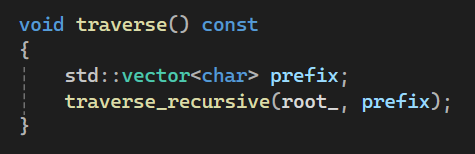 void traverse() const
{
    std::vector<char> prefix;
    traverse_recursive(root_, prefix);
}